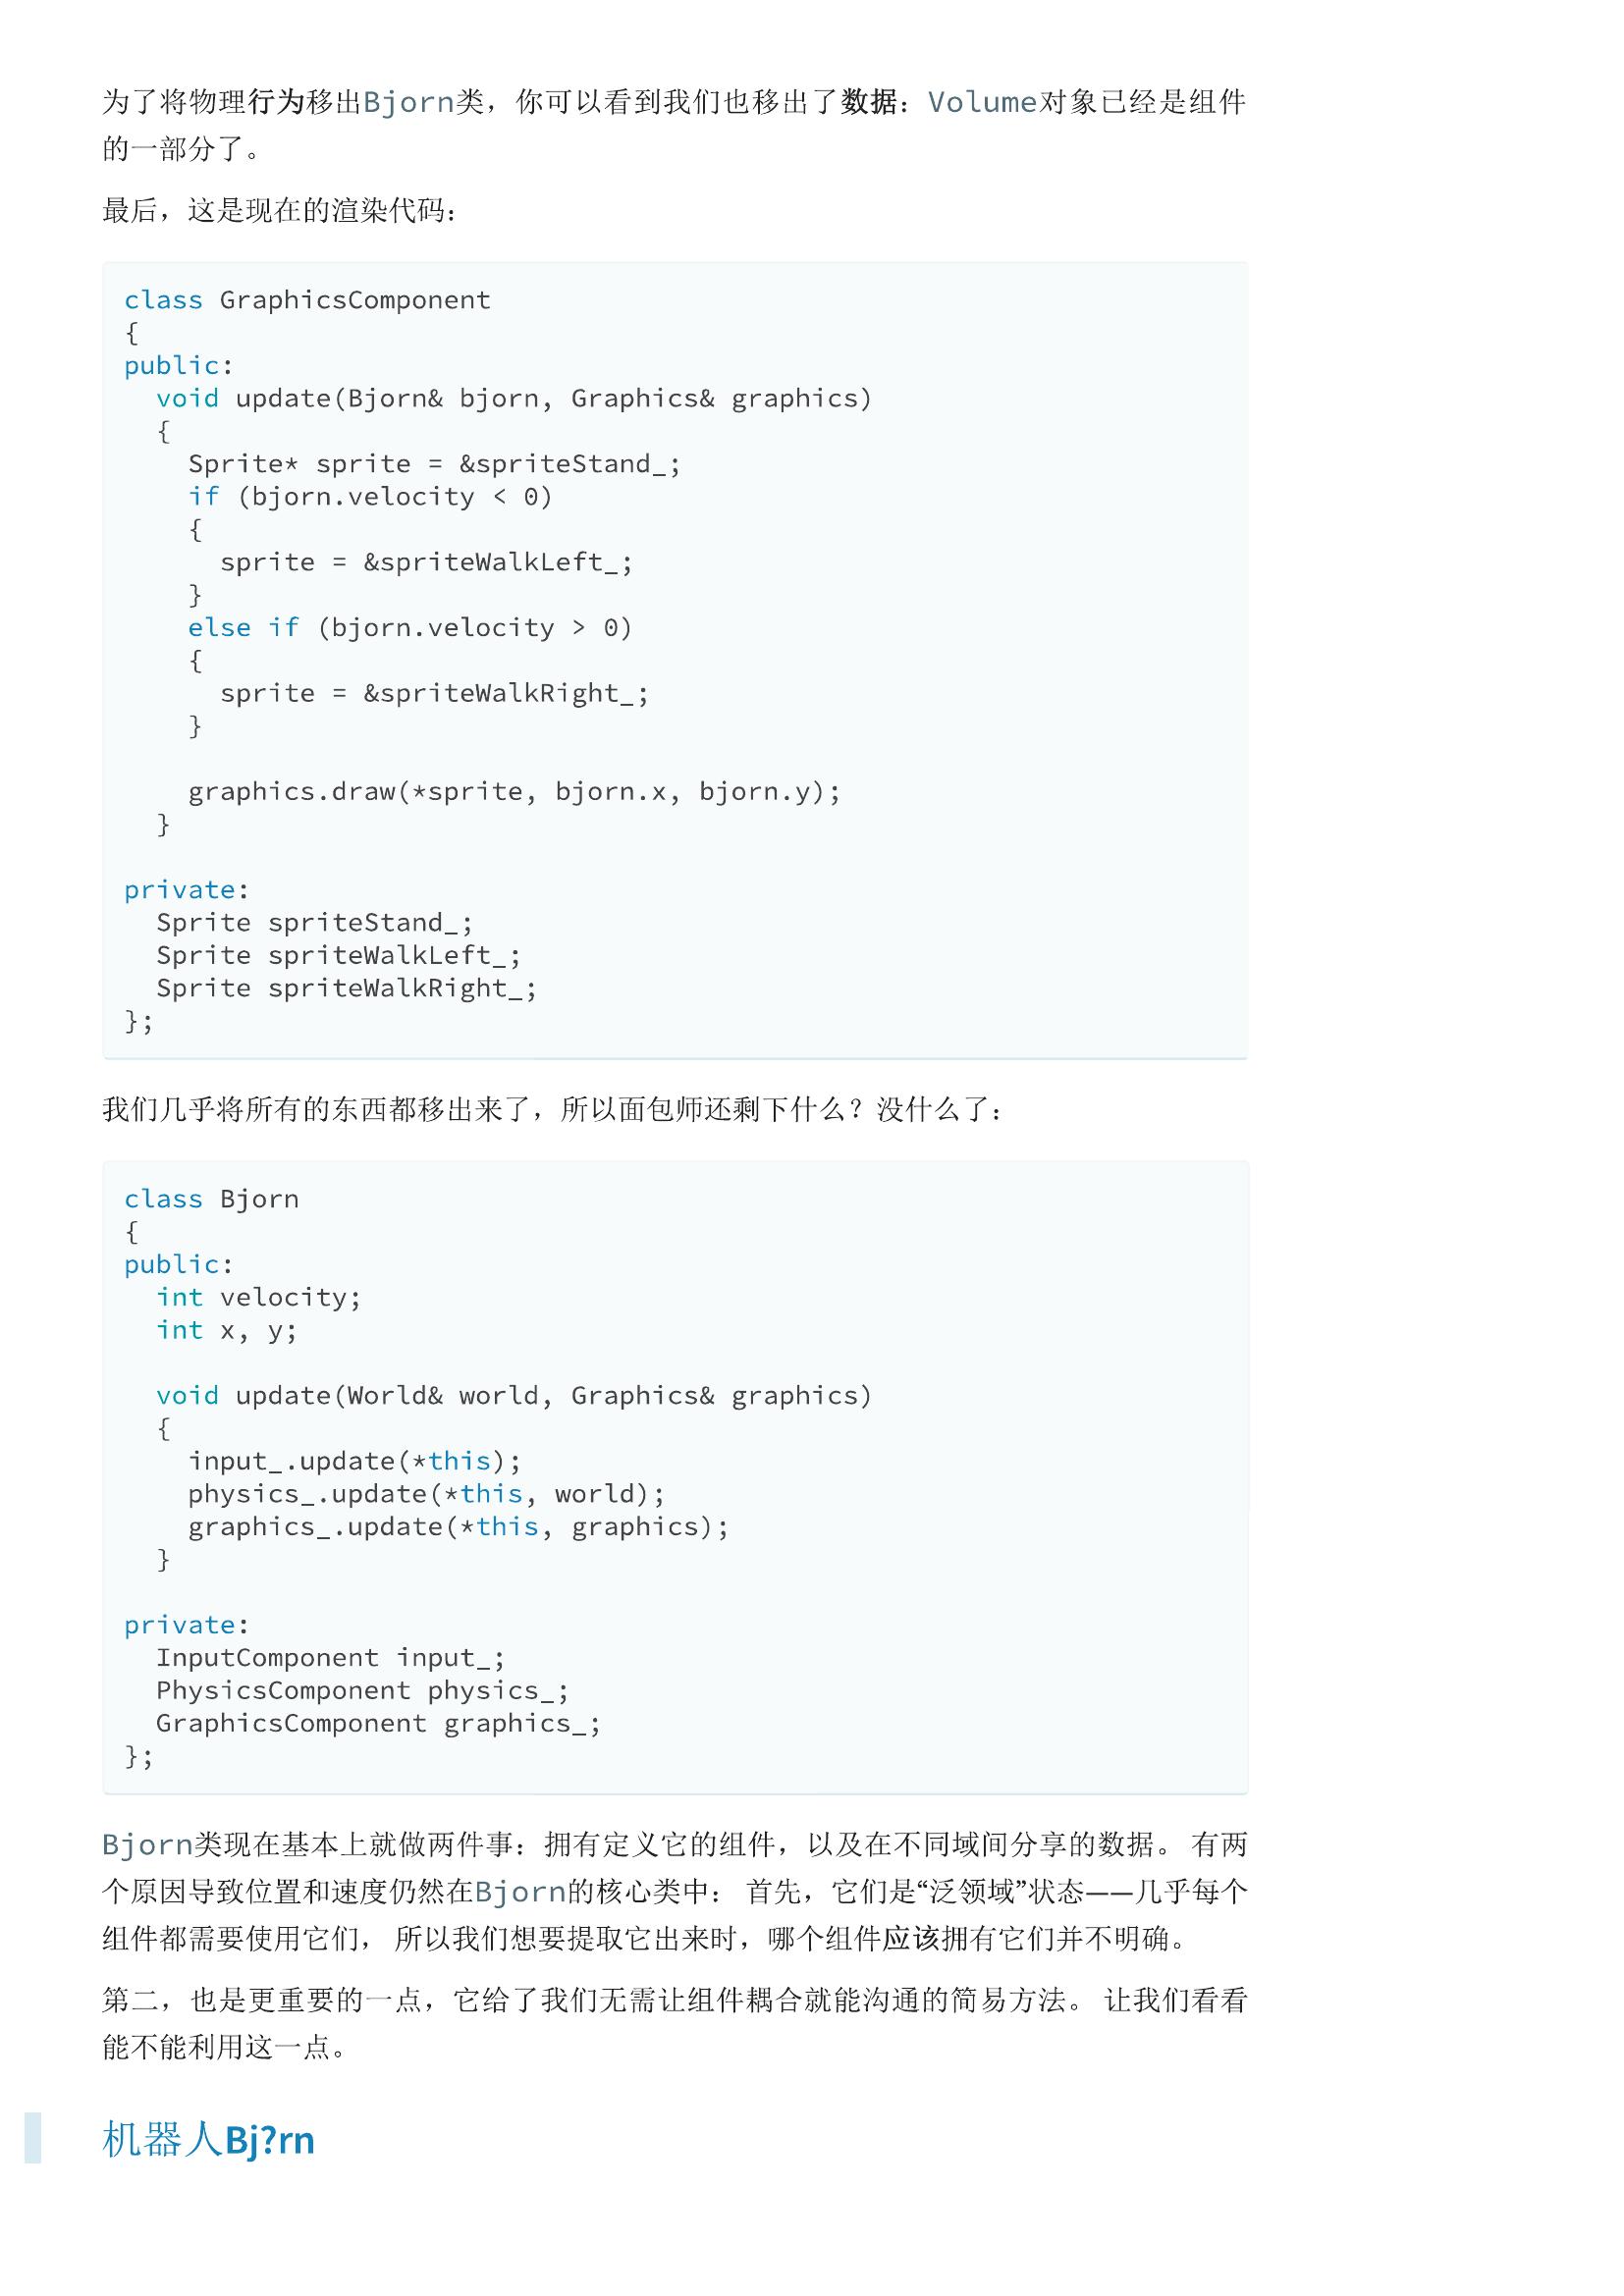 为了将物理行为移出Bjorn类，你可以看到我们也移出了数据：Volume对象已经是组件
的一部分了。
最后，这是现在的渲染代码：
class GraphicsComponent
{
public:
  void update(Bjorn& bjorn, Graphics& graphics)
  {
    Sprite* sprite = &spriteStand_;
    if (bjorn.velocity < 0)
    {
      sprite = &spriteWalkLeft_;
    }
    else if (bjorn.velocity > 0)
    {
      sprite = &spriteWalkRight_;
    }

    graphics.draw(*sprite, bjorn.x, bjorn.y);
  }

private:
  Sprite spriteStand_;
  Sprite spriteWalkLeft_;
  Sprite spriteWalkRight_;
};
我们几乎将所有的东西都移出来了，所以面包师还剩下什么？没什么了：
class Bjorn
{
public:
  int velocity;
  int x, y;

  void update(World& world, Graphics& graphics)
  {
    input_.update(*this);
    physics_.update(*this, world);
    graphics_.update(*this, graphics);
  }

private:
  InputComponent input_;
  PhysicsComponent physics_;
  GraphicsComponent graphics_;
};
Bjorn类现在基本上就做两件事：拥有定义它的组件，以及在不同域间分享的数据。 有两
个原因导致位置和速度仍然在Bjorn的核心类中： 首先，它们是“泛领域”状态——几乎每个
组件都需要使用它们， 所以我们想要提取它出来时，哪个组件应该拥有它们并不明确。
第二，也是更重要的一点，它给了我们无需让组件耦合就能沟通的简易方法。 让我们看看
能不能利用这一点。
机器人Bj?rn